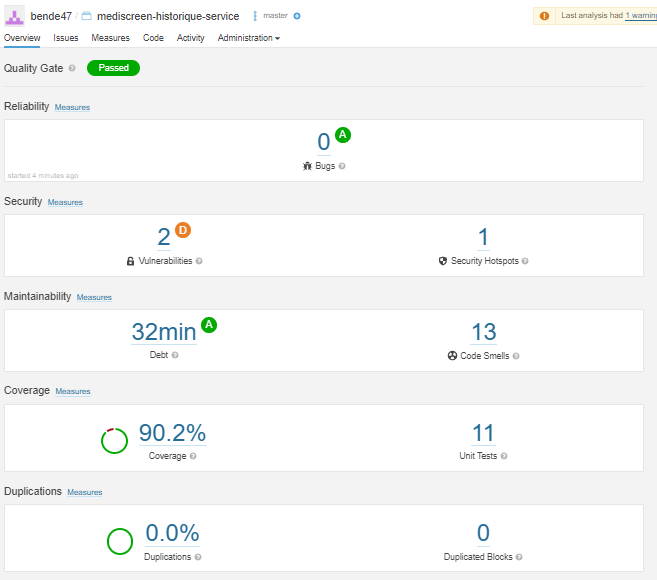 bende47 / mediscreen-historique-service master
Last analysis had 1 warning
Overview Issues Measures Code Activity Administration
Quality Gate Passed
Reliability Measures
0 A
Bugs
started 4 minutes ago
Security Measures
2 D
Vulnerabilities
1
Security Hotspots
Maintainability Measures
32min A
Debt
13
Code Smells
Coverage Measures
90.2%
Coverage
11
Unit Tests
Duplications Measures
0.0%
Duplications
0
Duplicated Blocks